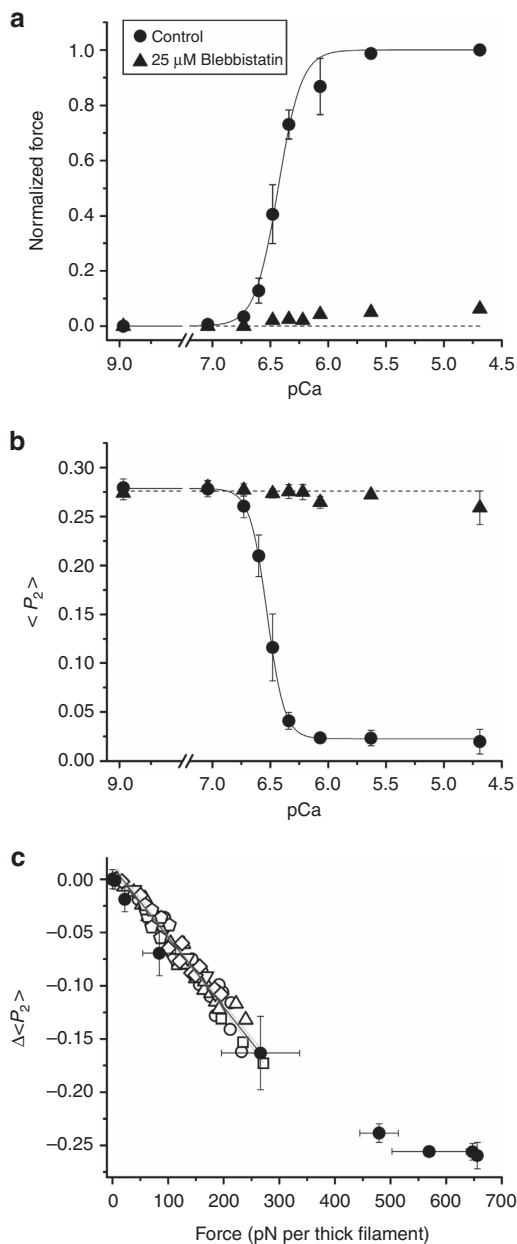 a
Control
25 μM Blebbistatin
1.0
0.8
0.6
0.4
0.2
0.0
Normalized force
9.0 7.0 6.5 6.0 5.5 5.0 4.5
pCa
b
0.30
0.25
0.20
0.15
0.10
0.05
0.00
< P2 >
9.0 7.0 6.5 6.0 5.5 5.0 4.5
pCa
c
0.00
–0.05
–0.10
–0.15
–0.20
–0.25
Δ<P2>
0 100 200 300 400 500 600 700
Force (pN per thick filament)